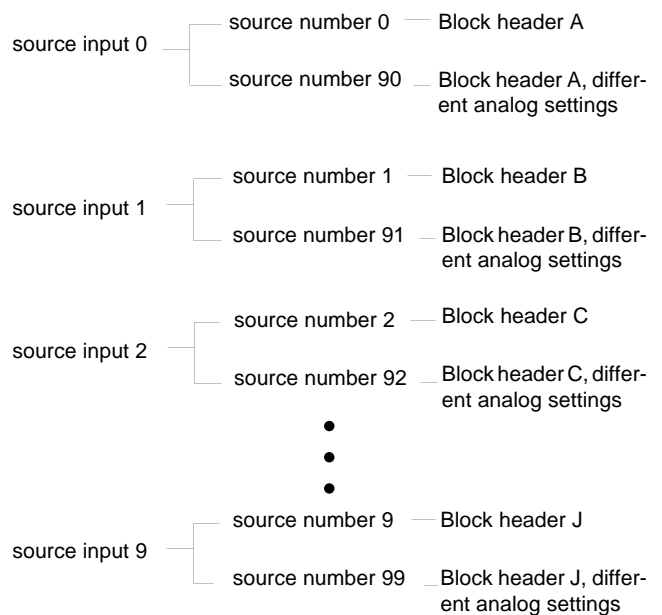 source number 0
Block header A
source input 0
source number 90
Block header A, differ-
ent analog settings
source number 1
Block header B
source input 1
source number 91
Block header B, differ-
ent analog settings
source number 2
Block header C
source input 2
source number 92
Block header C, differ-
ent analog settings
source number 9
Block header J
source input 9
source number 99
Block header J, differ-
ent analog settings